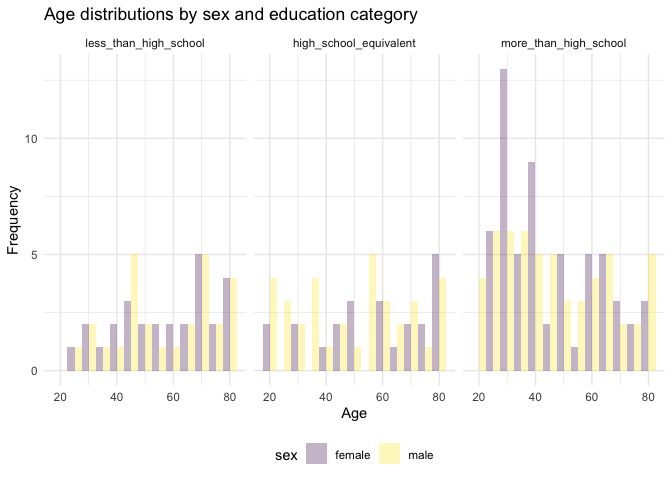 Age distributions by sex and education category
less_than_high_school high_school_equivalent more_than_high_school
10
5
0
Frequency
20 40 60 80 20 40 60 80 20 40 60 80
Age
sex female male